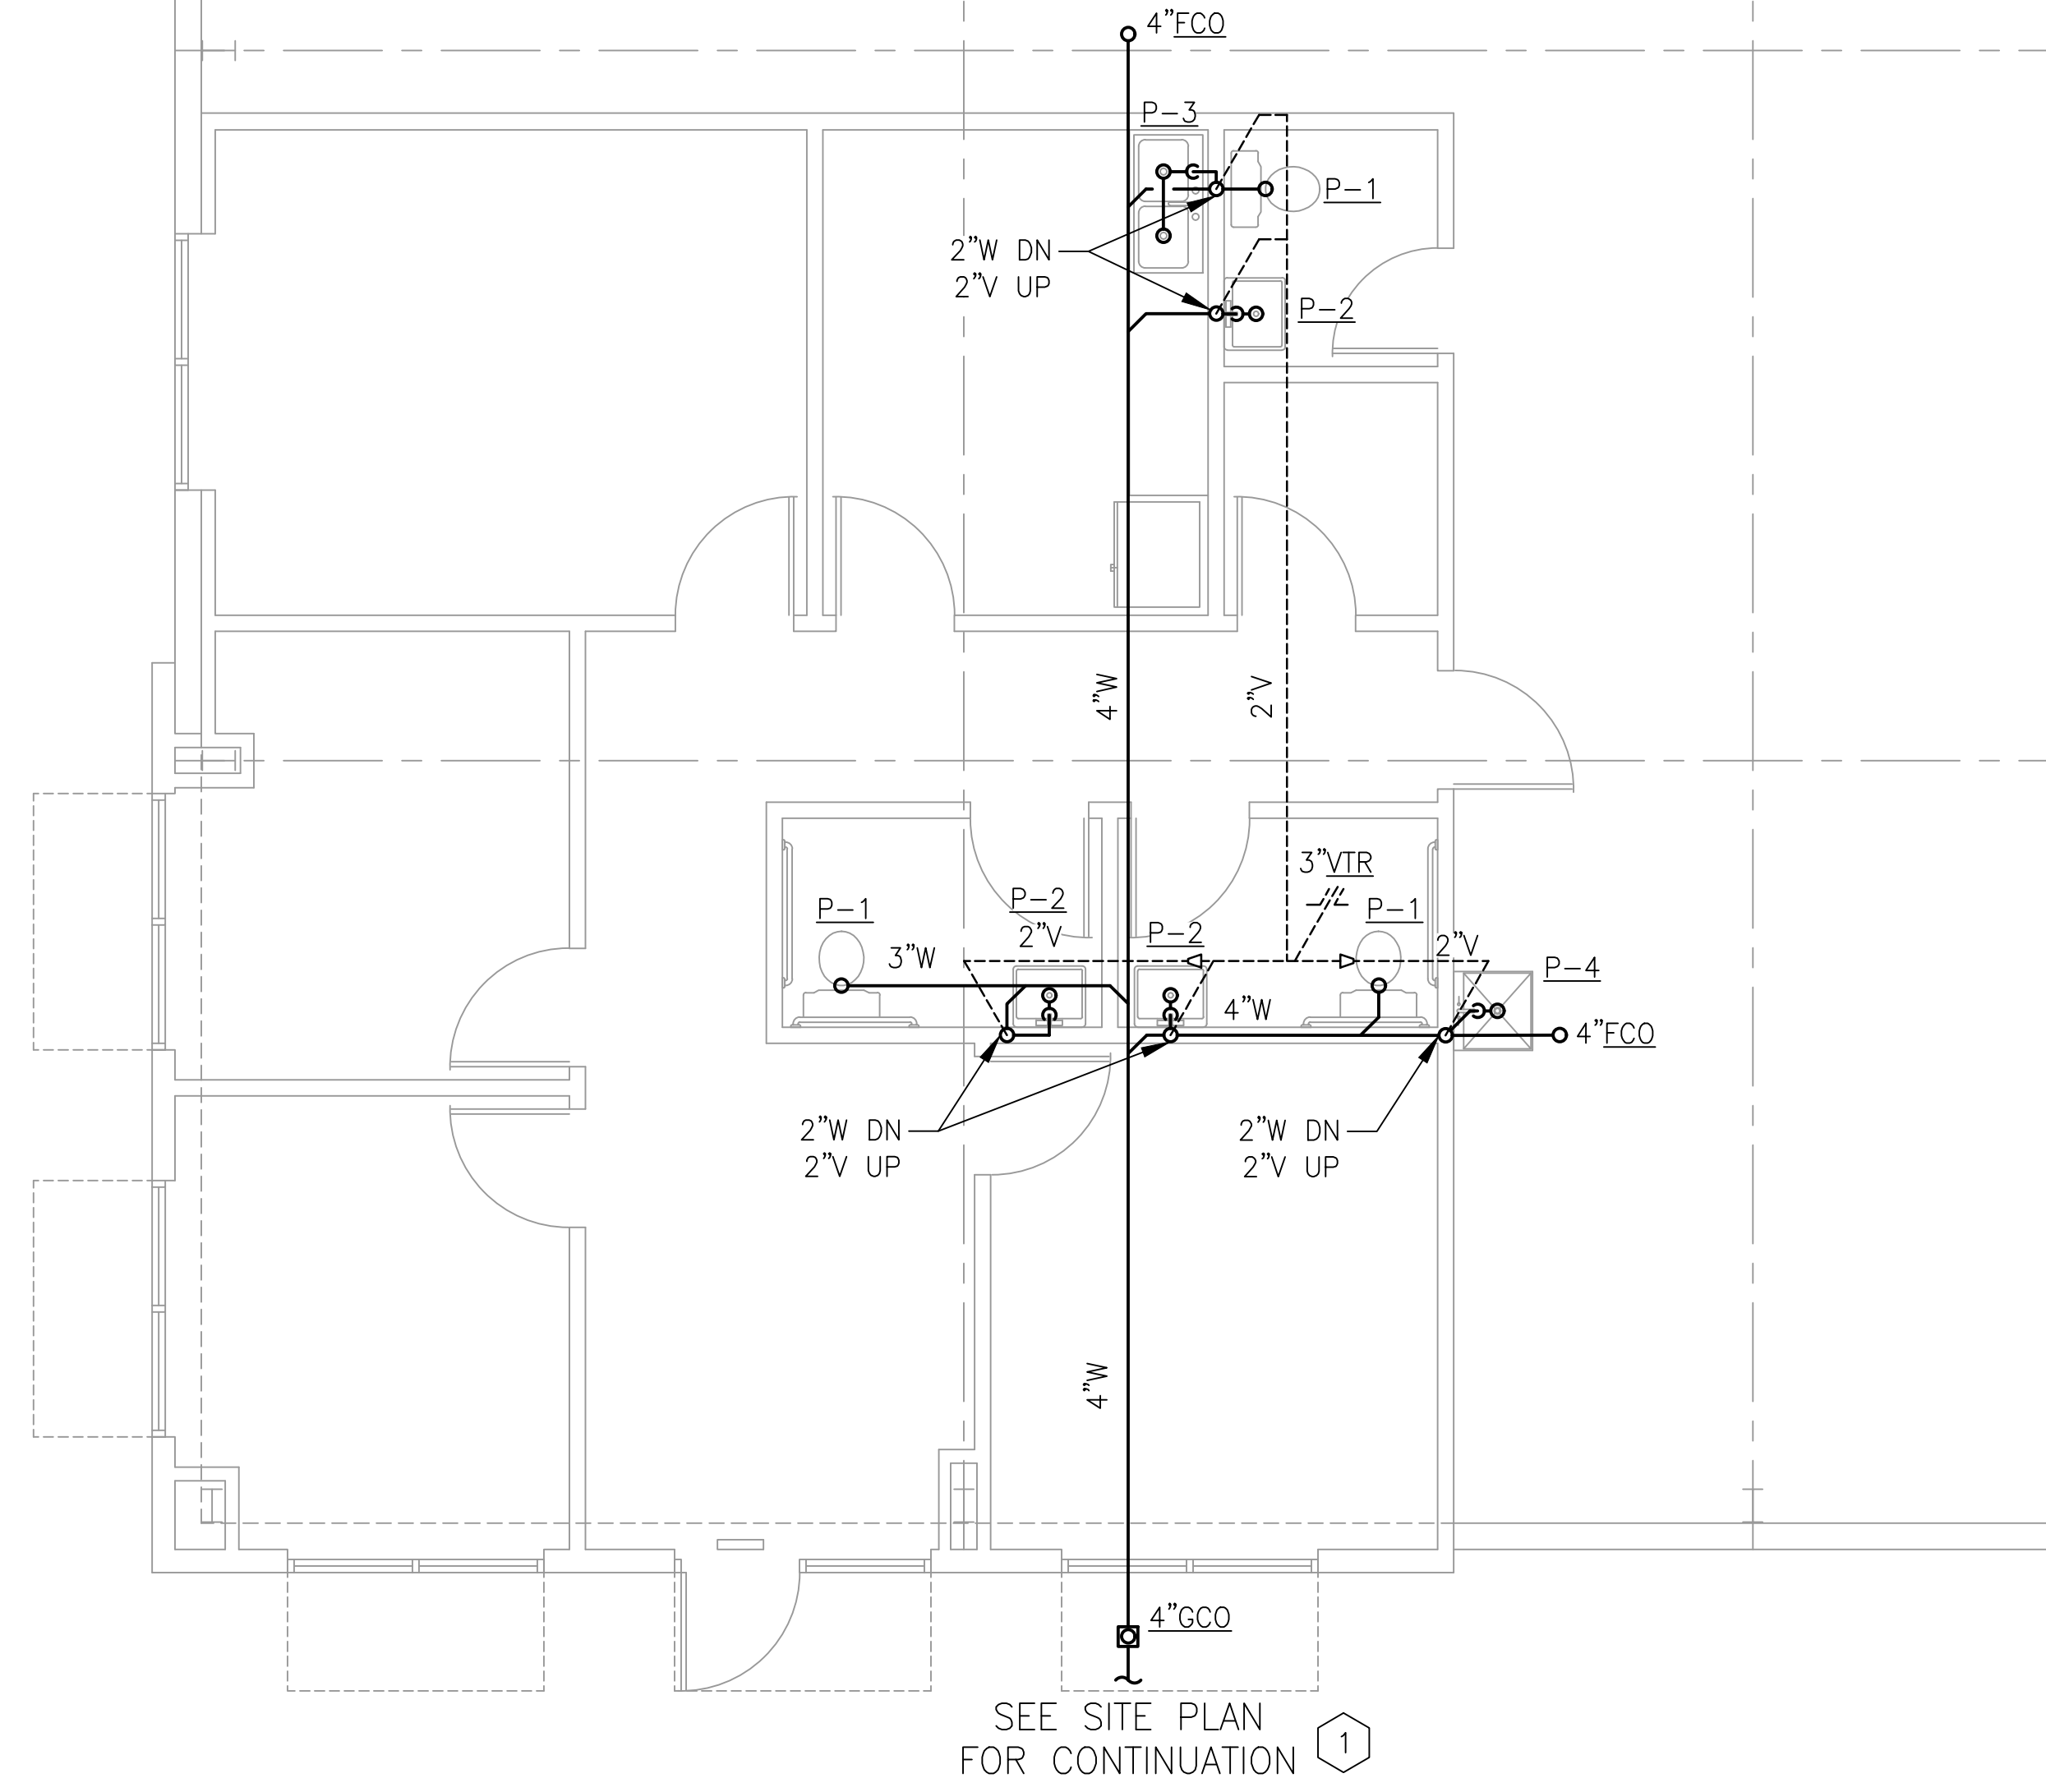 4"FCO
P-3
P-1
2"W DN
2"V UP
P-2
4"W
2"V
3"VTR
P-1
P-2
P-1
2"V
P-2
2"V
3"W
P-4
4"W
4"FCO
2"W DN
2"V UP
2"W DN
2"V UP
4"W
4"GCO
SEE SITE PLAN
FOR CONTINUATION
1